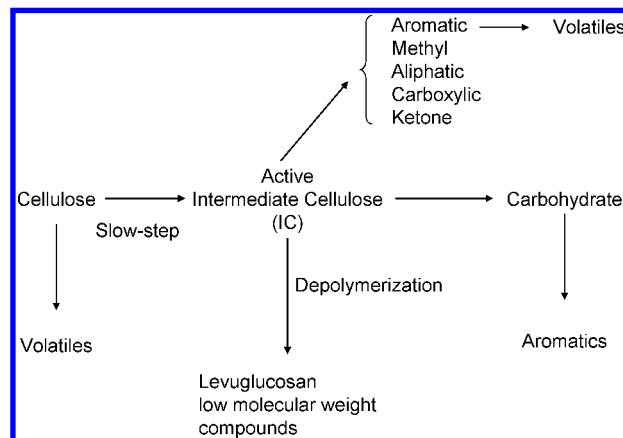 Aromatic
Volatiles
Methyl
Aliphatic
Carboxylic
Ketone
Active
Cellulose
Intermediate Cellulose
Carbohydrate
(IC)
Slow-step
Depolymerization
Volatiles
Aromatics
Levuglucosan
low molecular weight
compounds